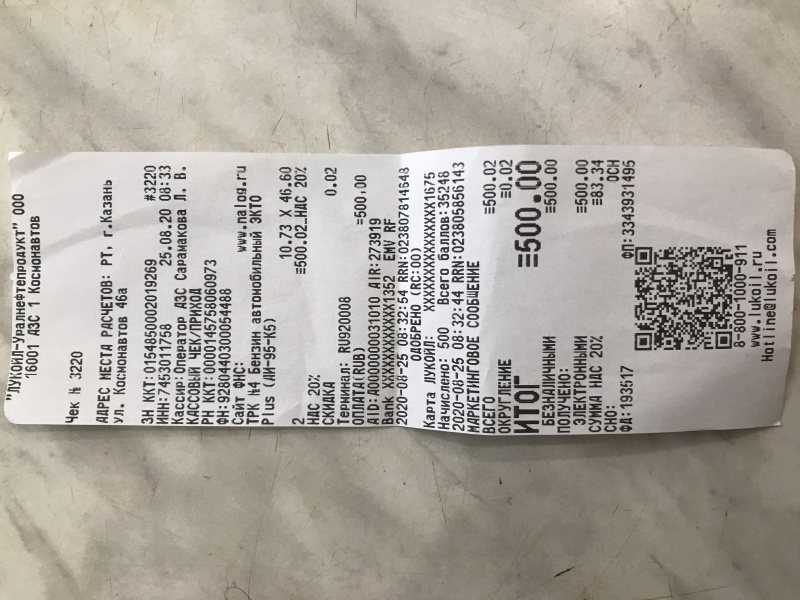 "ЛУКОЙЛ-Уралнефтепродукт" ООО
16001 АЗС 1 Космонавтов
Чек № 3220
АДРЕС МЕСТА РАСЧЕТОВ: РТ, г.Казань
ул. Космонавтов 46а
ЗН ККТ: 0154850002019269 #3220
ИНН:7453011758 25.08.20 08:33
Кассир:Оператор АЗС Сарамакова Л. В.
КАССОВЫЙ ЧЕК/ПРИХОД
РН ККТ: 0000145758060973
ФН:9280440300054488
Сайт ФНС: www.nalog.ru
ТРК №4 Бензин автомобильный ЭКТО
Plus (АИ-95-К5)
10.73 X 46.60
2 ≡500.02_НДС 20%
НДС 20%
СКИДКА 0.02
Терминал: RU920008
ОПЛАТА(RUB) =500.00
AID:A0000000031010 AIR:273919
Bank XXXXXXXXXXXX1352 EMV RF
2020-08-25 08:32:54 RRN:023807814648
ОДОБРЕНО (RC:00)
Карта ЛУКОЙЛ: XXXXXXXXXXXXXXX1675
Начислено: 500 Всего баллов:35248
2020-08-25 08:32:44 RRN:023805856143
МАРКЕТИНГОВОЕ СООБЩЕНИЕ
ВСЕГО ≡500.02
ОКРУГЛЕНИЕ ≡0.02
ИТОГ ≡500.00
БЕЗНАЛИЧНЫМИ ≡500.00
ПОЛУЧЕНО:
ЭЛЕКТРОННЫМИ ≡500.00
СУММА НДС 20% ≡83.34
СНО: ОСН
ФД:193517 ФП:3343931495
8-800-1000-911
www.lukoil.ru
Hotline@lukoil.com